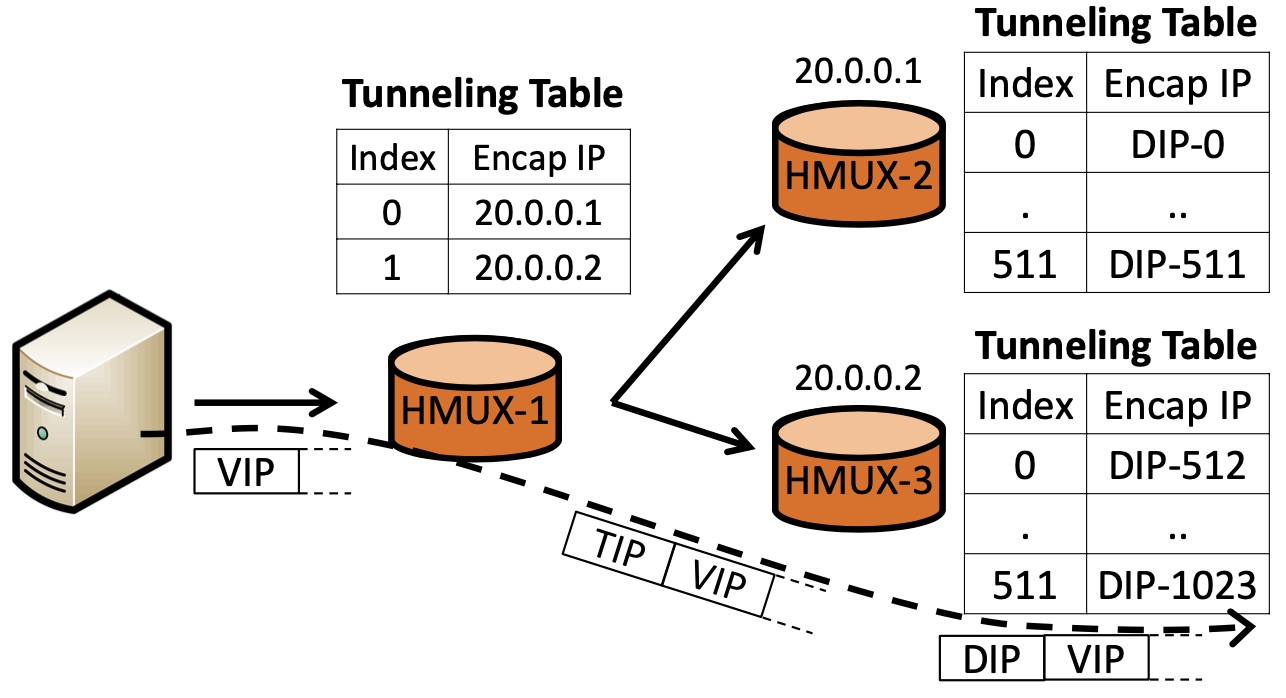 Tunneling Table
Index Encap IP
0 20.0.0.1
1 20.0.0.2
HMUX-1
VIP
TIP VIP
20.0.0.1
HMUX-2
Tunneling Table
Index Encap IP
0 DIP-0
. ..
511 DIP-511
20.0.0.2
HMUX-3
Tunneling Table
Index Encap IP
0 DIP-512
. ..
511 DIP-1023
DIP VIP